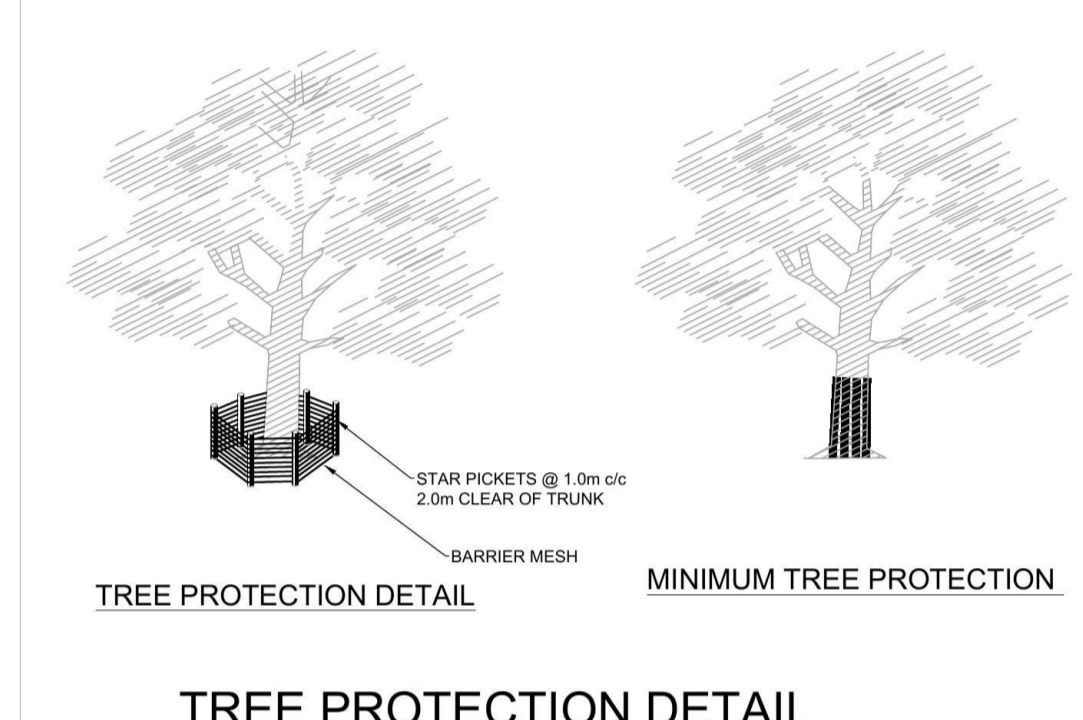 STAR PICKETS @ 1.0m c/c
2.0m CLEAR OF TRUNK
BARRIER MESH
TREE PROTECTION DETAIL
MINIMUM TREE PROTECTION
TREE PROTECTION DETAIL